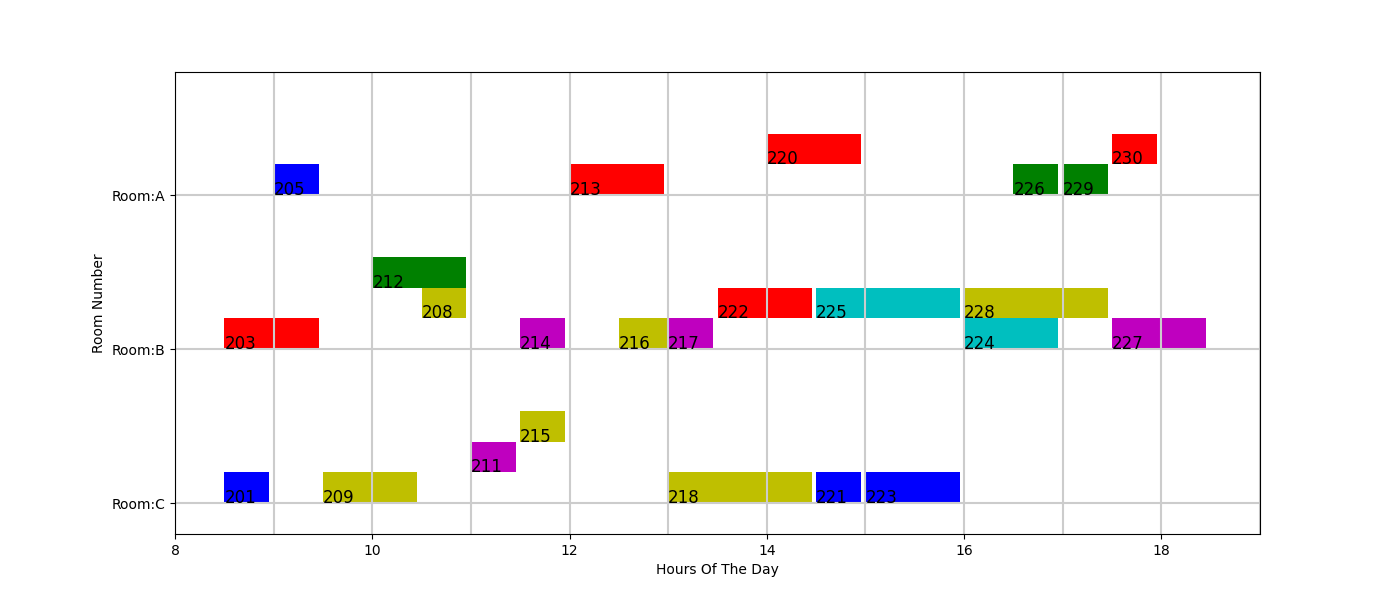 220 230
205 213 226 229
Room:A
212
208 222 225 228
203 214 216 217 224 227
Room:B
215
211
201 209 218 221 223
Room:C
8 10 12 14 16 18
Hours Of The Day
Room Number